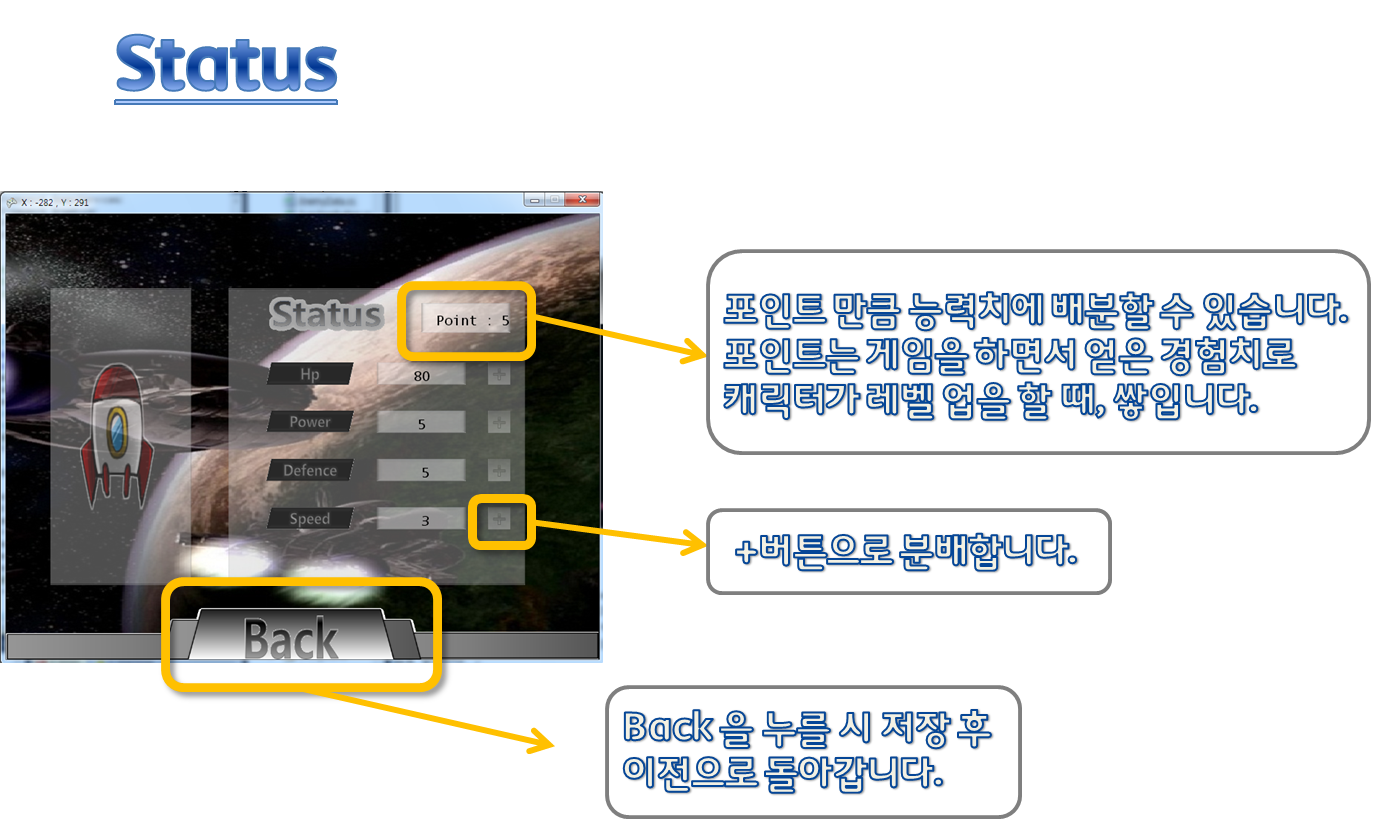 Status
X : -282 , Y : 291
Status
Point : 5
Hp
80
+
Power
5
+
Defence
5
+
Speed
3
+
Back
포인트 만큼 능력치에 배분할 수 있습니다.
포인트는 게임을 하면서 얻은 경험치로
캐릭터가 레벨 업을 할 때, 쌓입니다.
+버튼으로 분배합니다.
Back 을 누를 시 저장 후
이전으로 돌아갑니다.